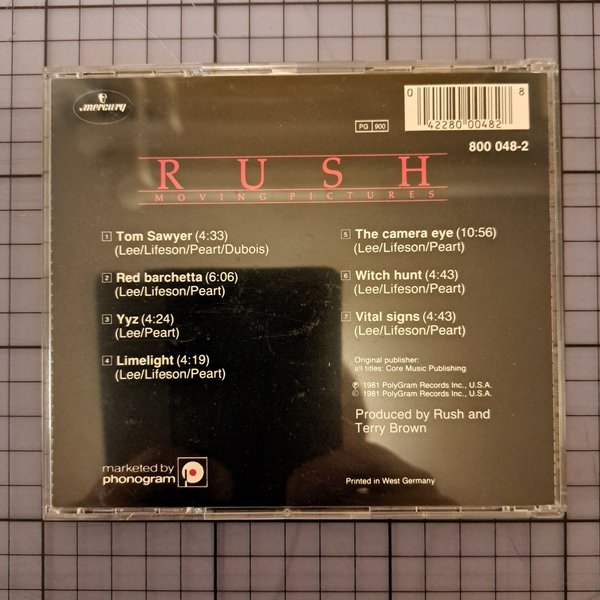 mercury
PG 900
0 42280 00482 8
800 048-2
RUSH
MOVING PICTURES
1 Tom Sawyer (4:33)
(Lee/Lifeson/Peart/Dubois)
2 Red barchetta (6:06)
(Lee/Lifeson/Peart)
3 Yyz (4:24)
(Lee/Peart)
4 Limelight (4:19)
(Lee/Lifeson/Peart)
5 The camera eye (10:56)
(Lee/Lifeson/Peart)
6 Witch hunt (4:43)
(Lee/Lifeson/Peart)
7 Vital signs (4:43)
(Lee/Lifeson/Peart)
Original publisher:
all titles: Core Music Publishing
℗ 1981 PolyGram Records Inc., U.S.A.
© 1981 PolyGram Records Inc., U.S.A.
Produced by Rush and
Terry Brown
marketed by
phonogram
Printed in West Germany